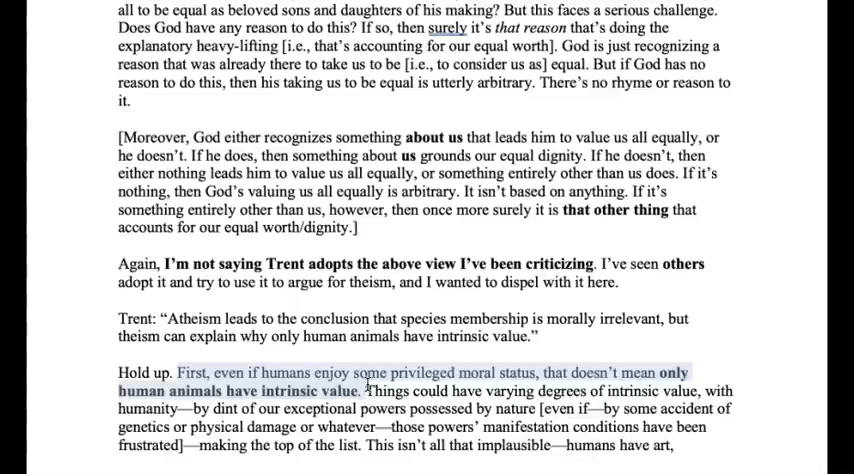 all to be equal as beloved sons and daughters of his making? But this faces a serious challenge.
Does God have any reason to do this? If so, then surely it’s that reason that’s doing the
explanatory heavy-lifting [i.e., that’s accounting for our equal worth]. God is just recognizing a
reason that was already there to take us to be [i.e., to consider us as] equal. But if God has no
reason to do this, then his taking us to be equal is utterly arbitrary. There’s no rhyme or reason to
it.
[Moreover, God either recognizes something about us that leads him to value us all equally, or
he doesn’t. If he does, then something about us grounds our equal dignity. If he doesn’t, then
either nothing leads him to value us all equally, or something entirely other than us does. If it’s
nothing, then God’s valuing us all equally is arbitrary. It isn’t based on anything. If it’s
something entirely other than us, however, then once more surely it is that other thing that
accounts for our equal worth/dignity.]
Again, I’m not saying Trent adopts the above view I’ve been criticizing. I’ve seen others
adopt it and try to use it to argue for theism, and I wanted to dispel with it here.
Trent: “Atheism leads to the conclusion that species membership is morally irrelevant, but
theism can explain why only human animals have intrinsic value.”
Hold up. First, even if humans enjoy some privileged moral status, that doesn’t mean only
human animals have intrinsic value. Things could have varying degrees of intrinsic value, with
humanity—by dint of our exceptional powers possessed by nature [even if—by some accident of
genetics or physical damage or whatever—those powers’ manifestation conditions have been
frustrated]—making the top of the list. This isn’t all that implausible—humans have art,